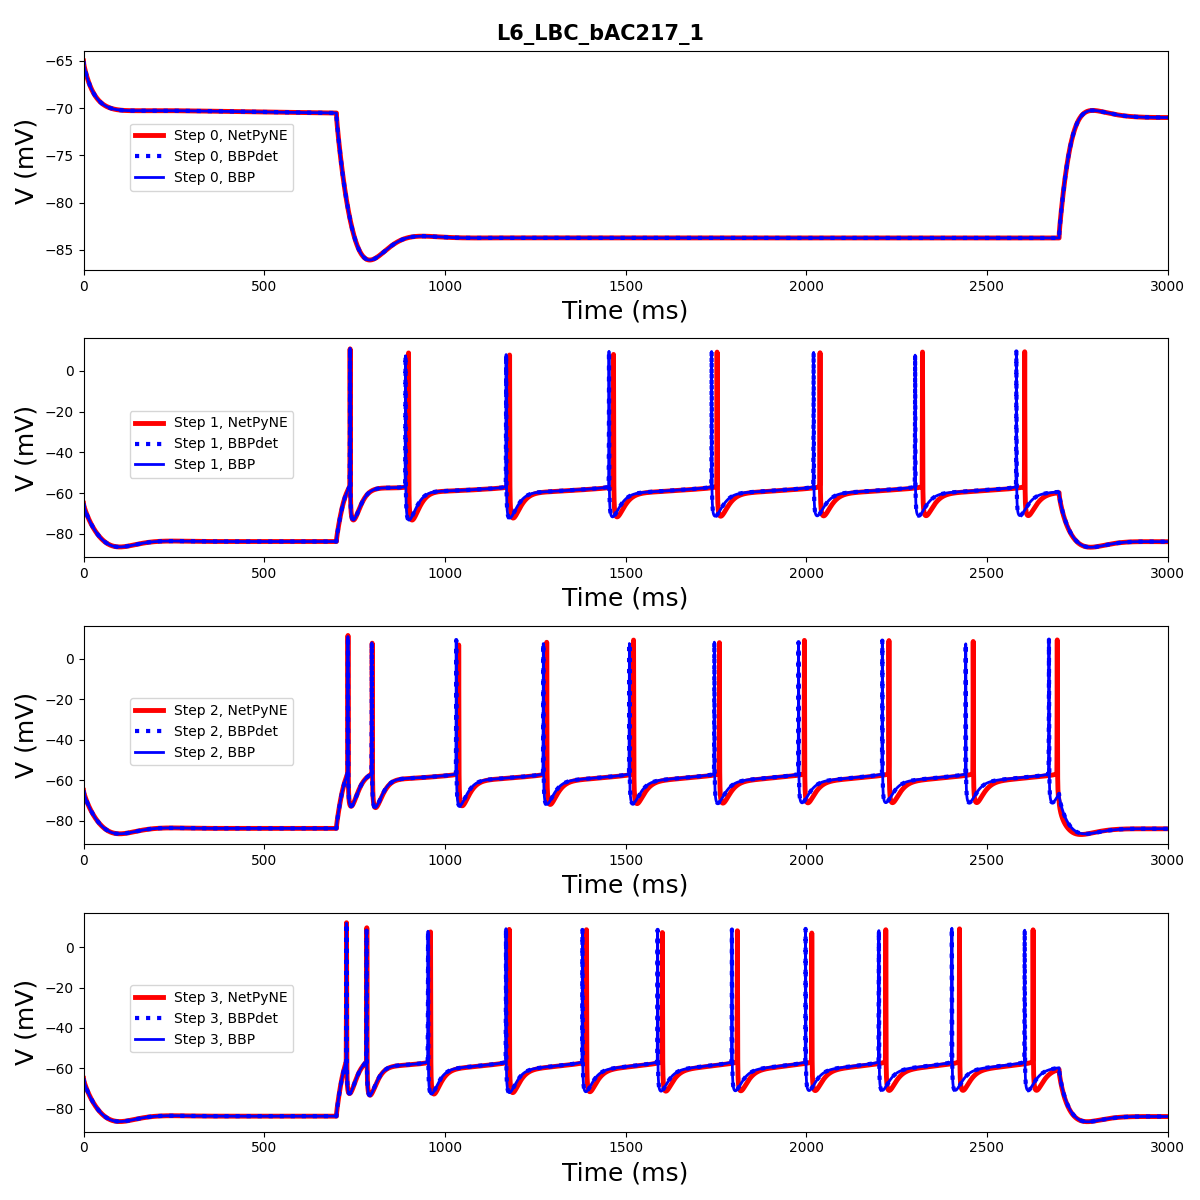 L6_LBC_bAC217_1
−65
−70
−75
−80
−85
V (mV)
Step 0, NetPyNE
Step 0, BBPdet
Step 0, BBP
0 500 1000 1500 2000 2500 3000
Time (ms)
0
−20
−40
−60
−80
V (mV)
Step 1, NetPyNE
Step 1, BBPdet
Step 1, BBP
0 500 1000 1500 2000 2500 3000
Time (ms)
0
−20
−40
−60
−80
V (mV)
Step 2, NetPyNE
Step 2, BBPdet
Step 2, BBP
0 500 1000 1500 2000 2500 3000
Time (ms)
0
−20
−40
−60
−80
V (mV)
Step 3, NetPyNE
Step 3, BBPdet
Step 3, BBP
0 500 1000 1500 2000 2500 3000
Time (ms)